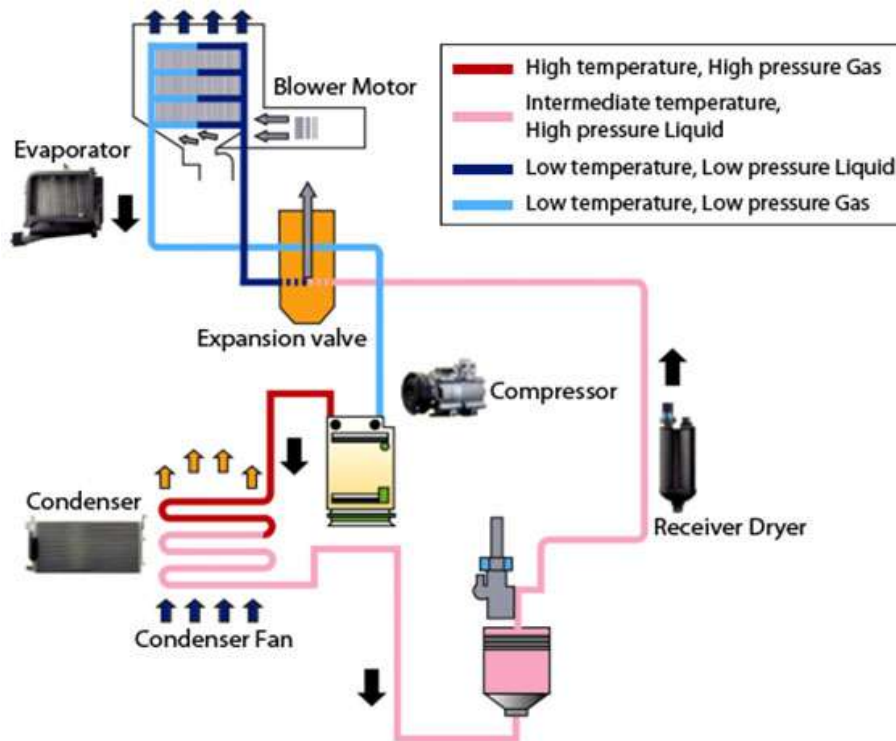 High temperature, High pressure Gas
Intermediate temperature,
High pressure Liquid
Low temperature, Low pressure Liquid
Low temperature, Low pressure Gas
Blower Motor
Evaporator
Expansion valve
Compressor
Condenser
Receiver Dryer
Condenser Fan